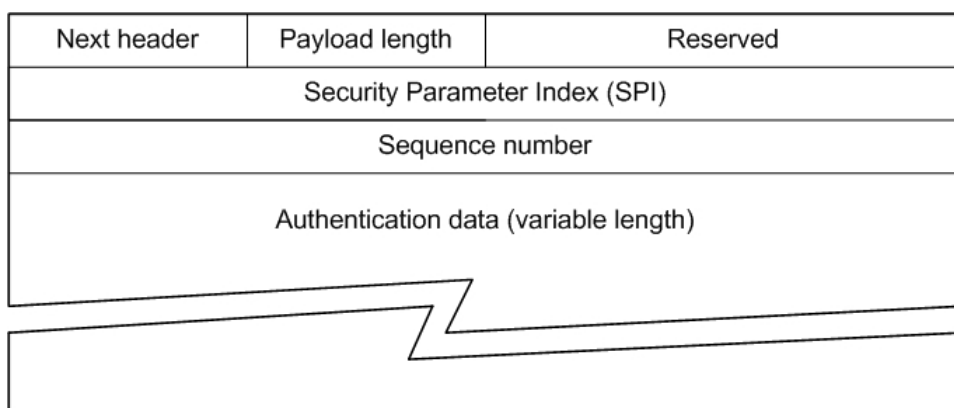 Next header Payload length Reserved
Security Parameter Index (SPI)
Sequence number
Authentication data (variable length)